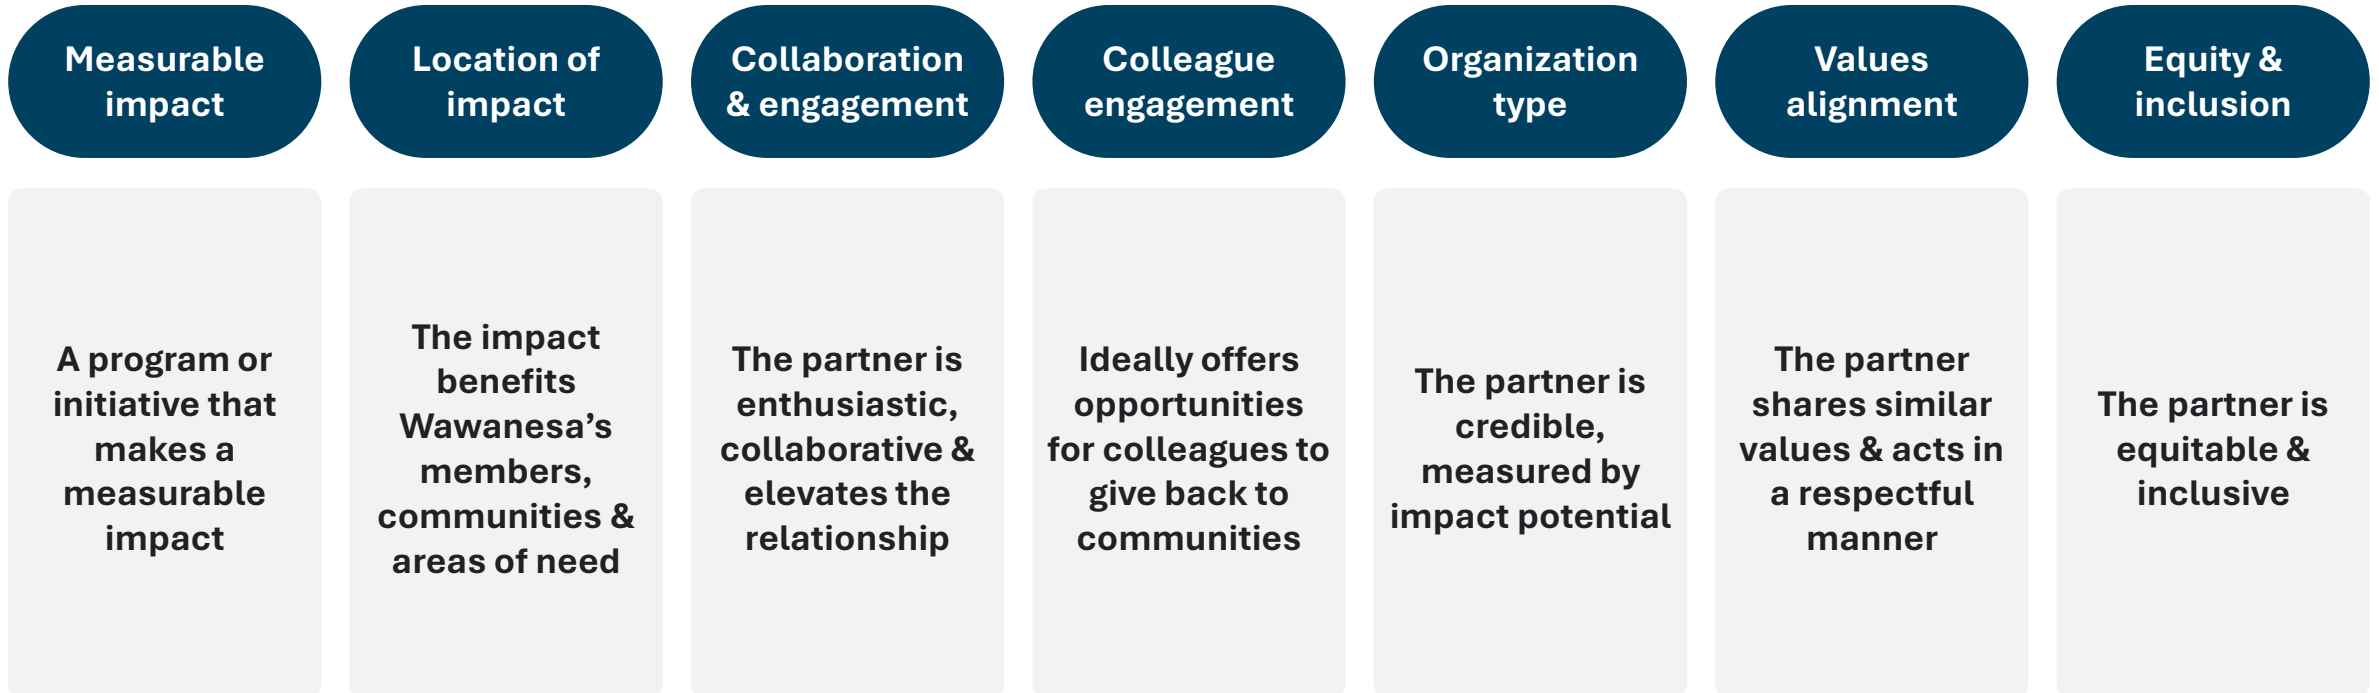 Measurable
impact
Location of
impact
Collaboration
& engagement
Colleague
engagement
Organization
type
Values
alignment
Equity &
inclusion
A program or
initiative that
makes a
measurable
impact
The impact
benefits
Wawanesa’s
members,
communities &
areas of need
The partner is
enthusiastic,
collaborative &
elevates the
relationship
Ideally offers
opportunities
for colleagues to
give back to
communities
The partner is
credible,
measured by
impact potential
The partner
shares similar
values & acts in
a respectful
manner
The partner is
equitable &
inclusive